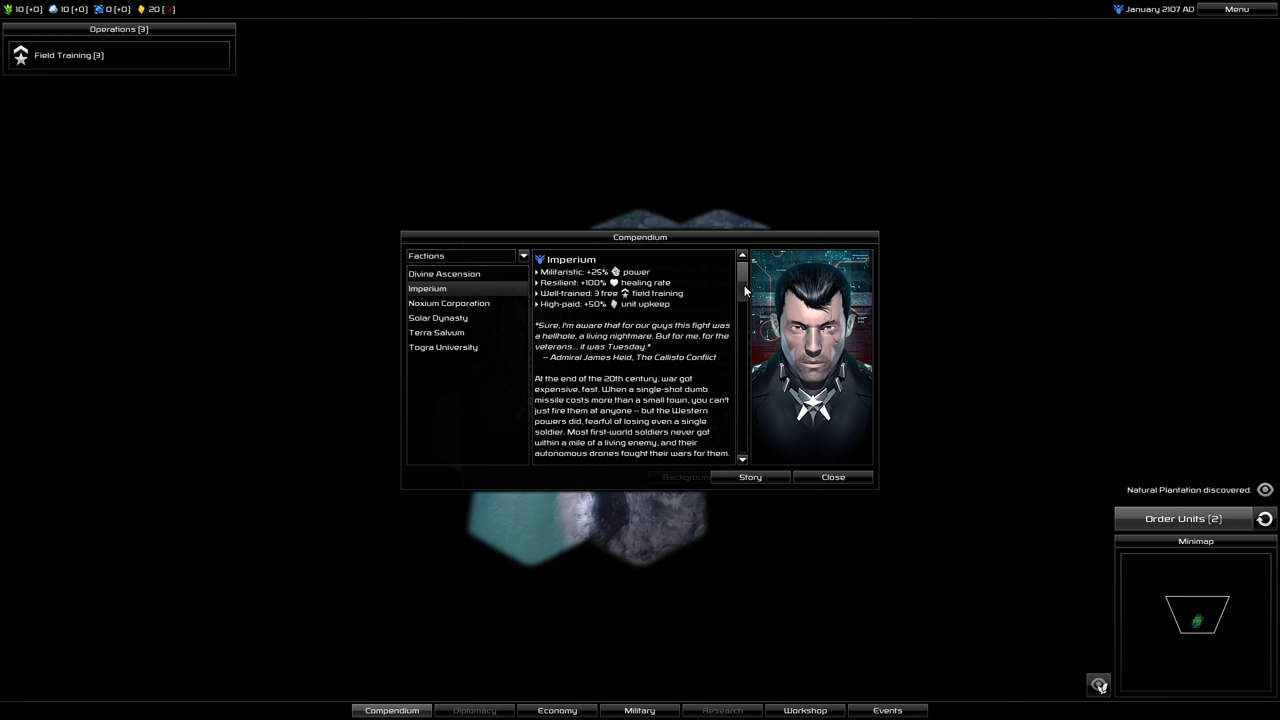 10 (+0) 10 (+0) 0 (+0) 20
January 2107 AD
Menu
Operations (3)
Field Training (3)
Compendium
Factions
Divine Ascension
Imperium
Noxium Corporation
Solar Dynasty
Terra Salvum
Togra University
Imperium
Militaristic: +25% power
Resilient: +100% healing rate
Well-trained: 3 free field training
High-paid: +50% unit upkeep
"Sure, I'm aware that for our guys this fight was
a hellhole, a living nightmare. But for me, for the
veterans... it was Tuesday."
-- Admiral James Heid, The Callisto Conflict
At the end of the 20th century, war got
expensive, fast. When a single-shot dumb
missile costs more than a small town, you can't
just fire them at anyone -- but the Western
powers did, fearful of losing even a single
soldier. Most first-world soldiers never got
within a mile of a living enemy, and their
autonomous drones fought their wars for them.
Story
Close
Natural Plantation discovered.
Order Units (2)
Minimap
Compendium
Diplomacy
Economy
Military
Research
Workshop
Events